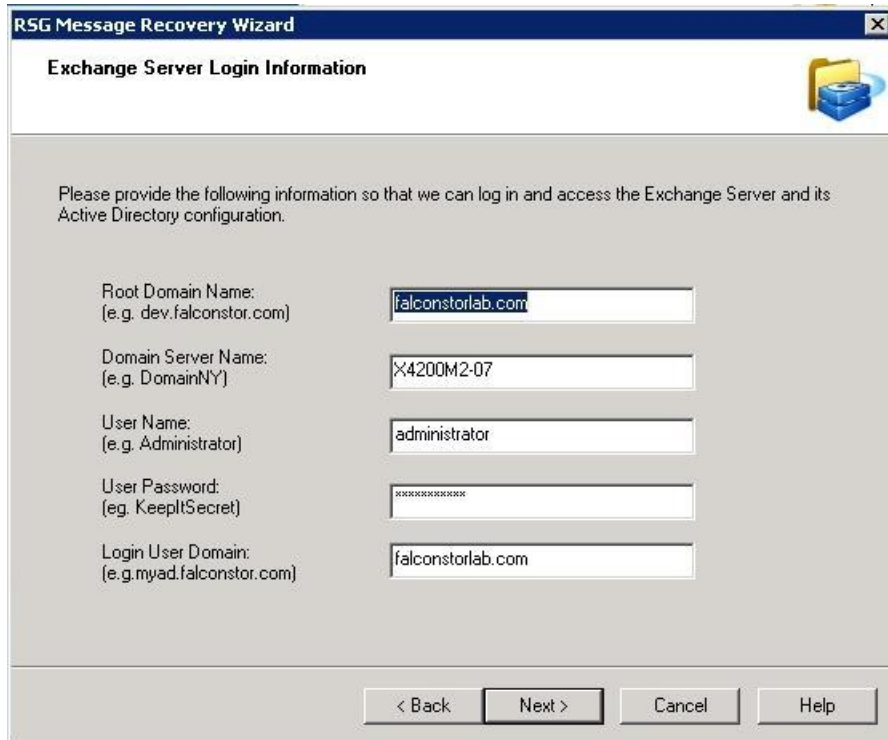 RSG Message Recovery Wizard
Exchange Server Login Information
Please provide the following information so that we can log in and access the Exchange Server and its
Active Directory configuration.
Root Domain Name:
(e.g. dev.falconstor.com)
falconstorlab.com
Domain Server Name:
(e.g. DomainNY)
X4200M2-07
User Name:
(e.g. Administrator)
administrator
User Password:
(eg. KeepItSecret)
***********
Login User Domain:
(e.g.myad.falconstor.com)
falconstorlab.com
< Back Next > Cancel Help